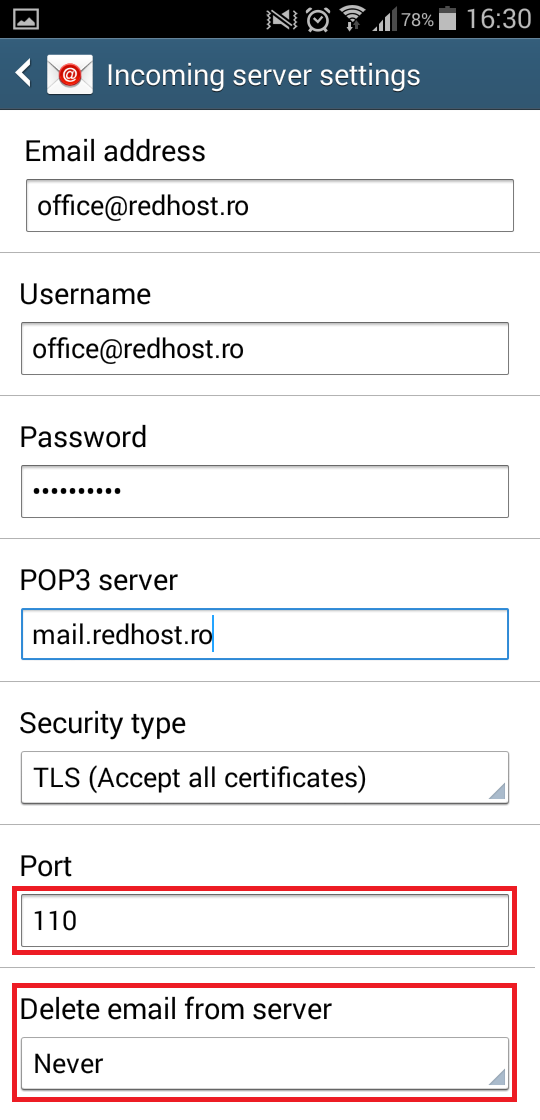 78% 16:30
Incoming server settings
Email address
office@redhost.ro
Username
office@redhost.ro
Password
••••••••••
POP3 server
mail.redhost.ro
Security type
TLS (Accept all certificates)
Port
110
Delete email from server
Never